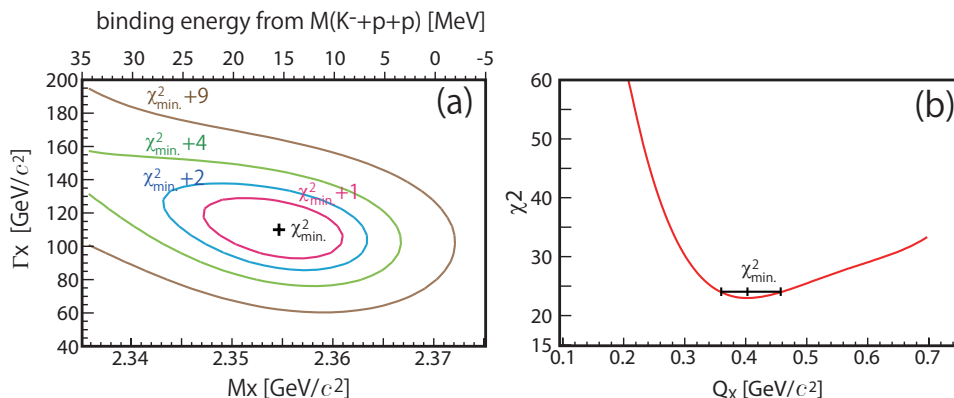 binding energy from M(K⁻+p+p) [MeV]
35 30 25 20 15 10 5 0 -5
(a)
χ²min.+9
χ²min.+4
χ²min.+2
χ²min.+1
χ²min.
200
180
160
140
120
100
80
60
40
Γx [GeV/c²]
2.34 2.35 2.36 2.37
Mx [GeV/c²]
(b)
60
50
40
30
20
15
χ2
χ²min.
0.1 0.2 0.3 0.4 0.5 0.6 0.7
Qx [GeV/c²]